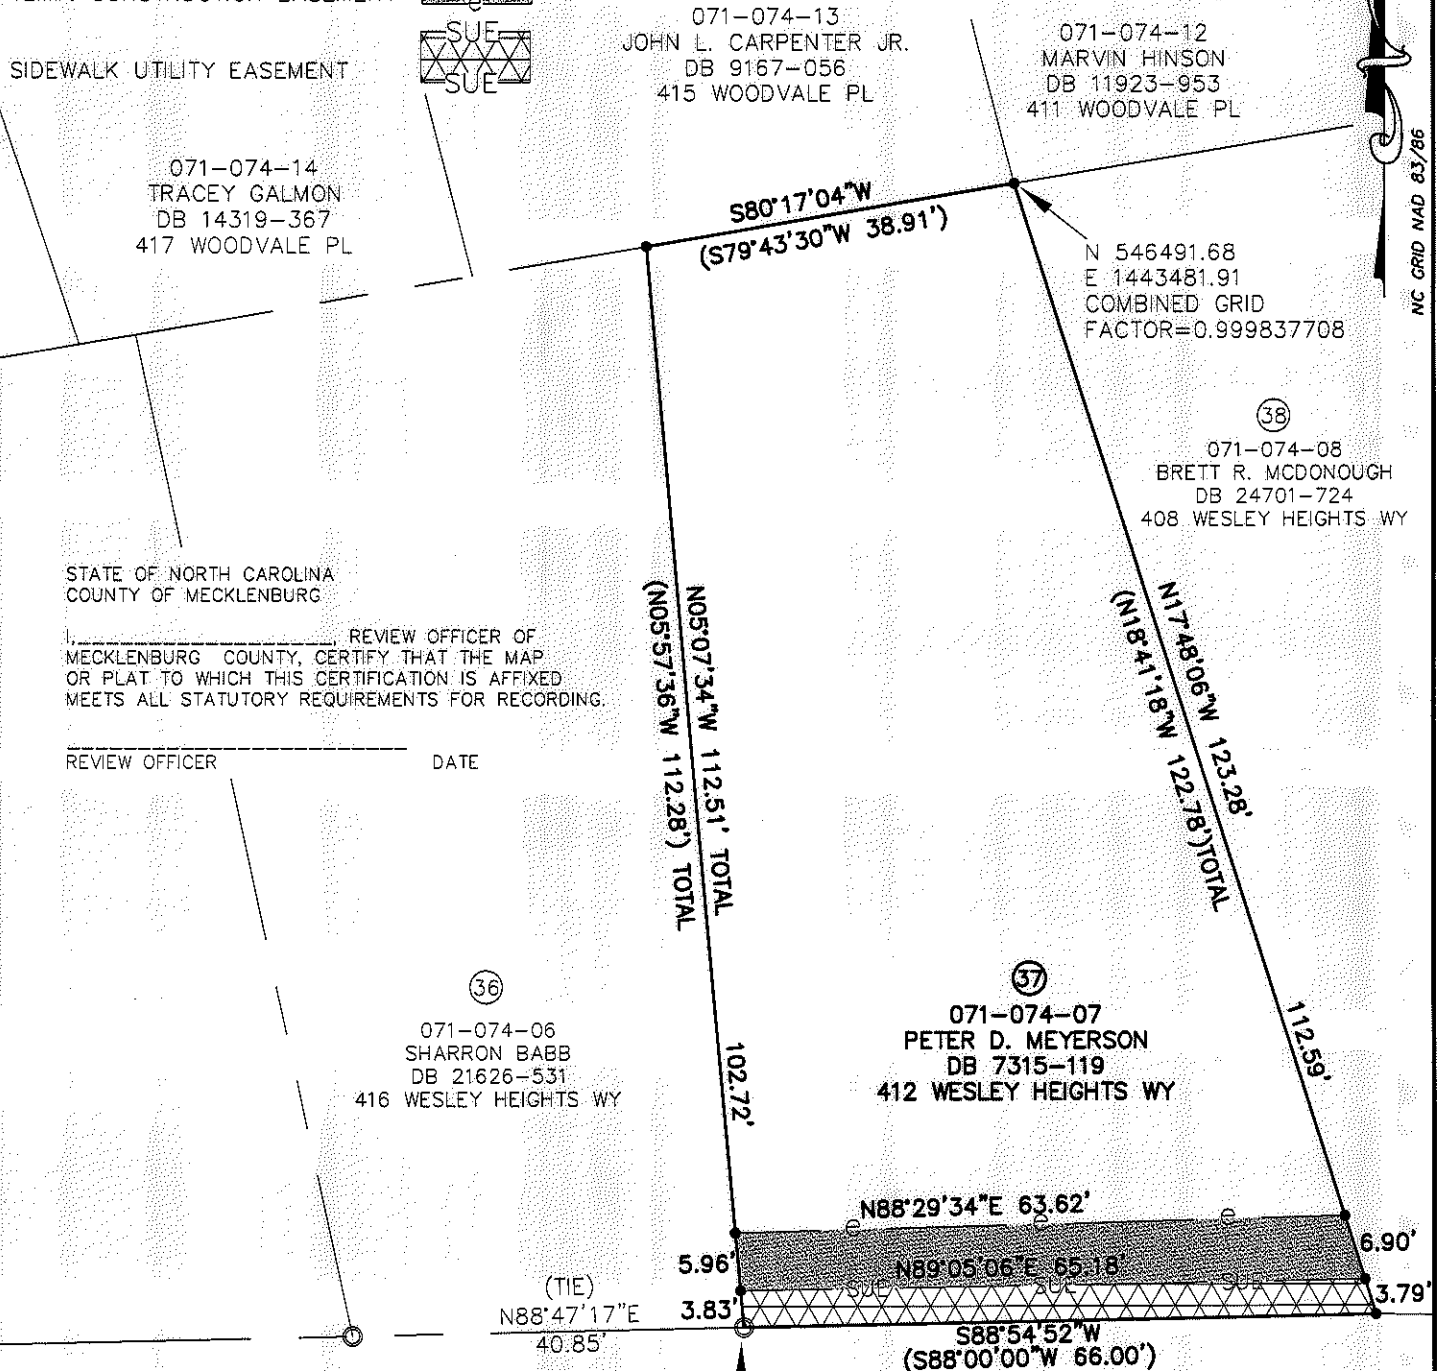 SUE
SIDEWALK UTILITY EASEMENT
SUE
071-074-13
JOHN L. CARPENTER JR.
DB 9167-056
415 WOODVALE PL
071-074-12
MARVIN HINSON
DB 11923-953
411 WOODVALE PL
NC GRID NAD 83/86
071-074-14
TRACEY GALMON
DB 14319-367
417 WOODVALE PL
S80°17'04"W
(S79°43'30"W 38.91')
N 546491.68
E 1443481.91
COMBINED GRID
FACTOR=0.999837708
38
071-074-08
BRETT R. MCDONOUGH
DB 24701-724
408 WESLEY HEIGHTS WY
STATE OF NORTH CAROLINA
COUNTY OF MECKLENBURG
I, REVIEW OFFICER OF
MECKLENBURG COUNTY, CERTIFY THAT THE MAP
OR PLAT TO WHICH THIS CERTIFICATION IS AFFIXED
MEETS ALL STATUTORY REQUIREMENTS FOR RECORDING.
REVIEW OFFICER DATE
N05°07'34"W 112.51' TOTAL
(N05°57'36"W 112.28') TOTAL
N17°48'06"W 123.28'
(N18°41'18"W 122.78')TOTAL
36
071-074-06
SHARRON BABB
DB 21626-531
416 WESLEY HEIGHTS WY
102.72'
37
071-074-07
PETER D. MEYERSON
DB 7315-119
412 WESLEY HEIGHTS WY
112.59'
N88°29'34"E 63.62'
e e e
5.96'
6.90'
N89°05'06"E 65.18'
SUE SUE SUE
3.83'
3.79'
(TIE)
N88°47'17"E
40.85'
S88°54'52"W
(S88°00'00"W 66.00')